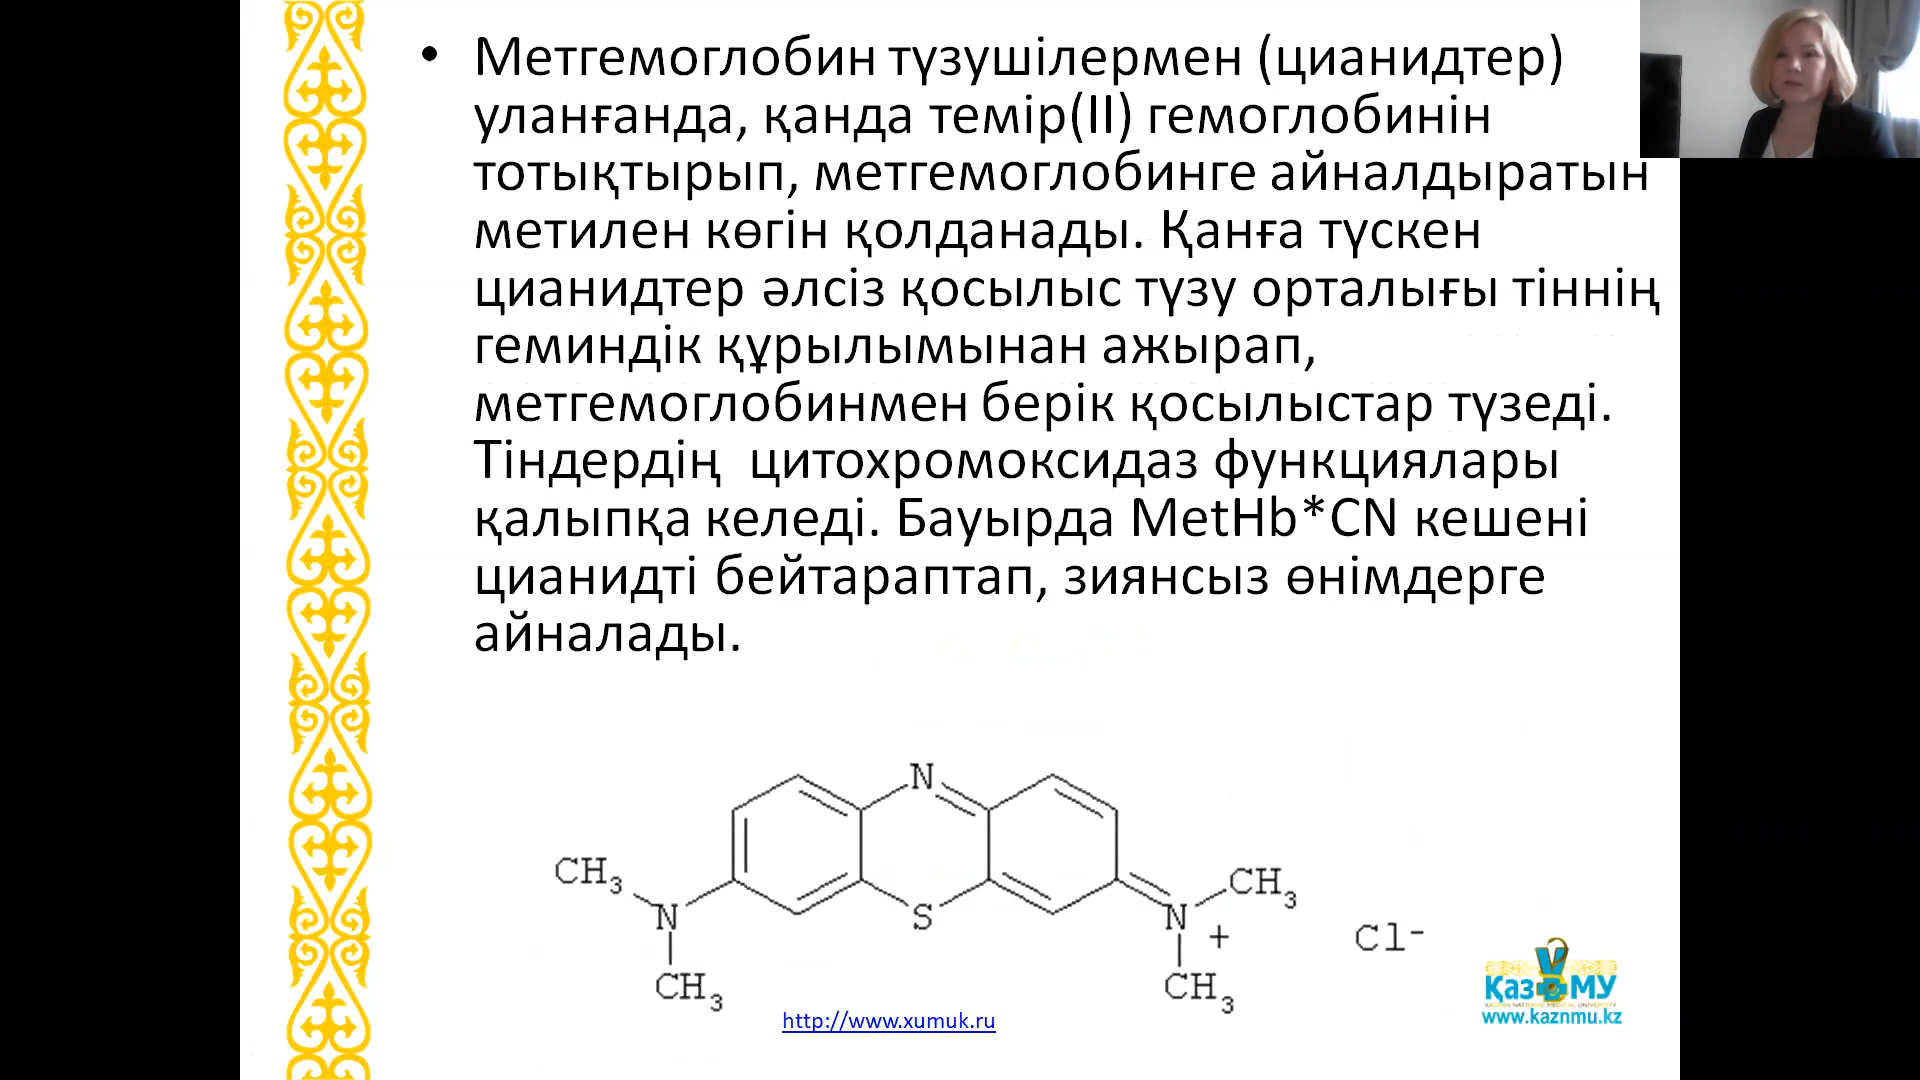 • Метгемоглобин түзушілермен (цианидтер)
уланғанда, қанда темір(II) гемоглобинін
тотықтырып, метгемоглобинге айналдыратын
метилен көгін қолданады. Қанға түскен
цианидтер әлсіз қосылыс түзу орталығы тіннің
геминдік құрылымынан ажырап,
метгемоглобинмен берік қосылыстар түзеді.
Тіндердің цитохромоксидаз функциялары
қалыпқа келеді. Бауырда MetHb*CN кешені
цианидті бейтараптап, зиянсыз өнімдерге
айналады.
N
CH3
CH3
N
S
N
+
Cl-
CH3
CH3
http://www.xumuk.ru
Қаз МУ
www.kaznmu.kz